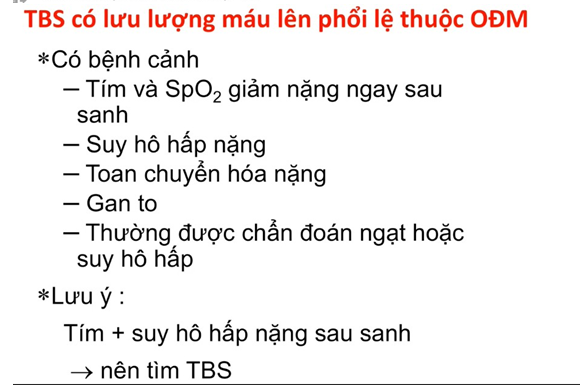 TBS có lưu lượng máu lên phổi lệ thuộc OĐM
*Có bệnh cảnh
– Tím và SpO₂ giảm nặng ngay sau
sanh
– Suy hô hấp nặng
– Toan chuyển hóa nặng
– Gan to
– Thường được chẩn đoán ngạt hoặc
suy hô hấp
*Lưu ý :
Tím + suy hô hấp nặng sau sanh
→ nên tìm TBS